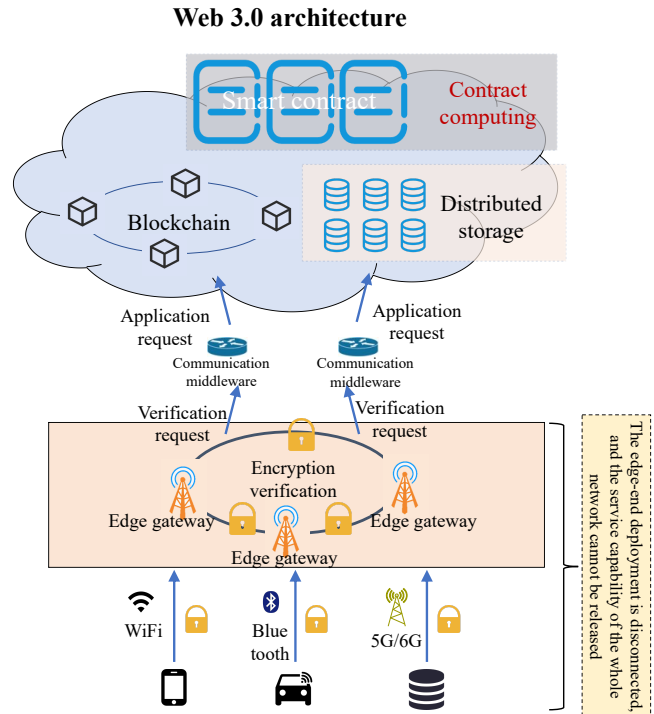 Web 3.0 architecture
Smart contract
Contract
computing
Blockchain
Distributed
storage
Application
request
Application
request
Communication
middleware
Communication
middleware
Verification
request
Verification
request
Encryption
verification
Edge gateway
Edge gateway
Edge gateway
WiFi
Blue
tooth
5G/6G
The edge-end deployment is disconnected,
and the service capability of the whole
network cannot be released